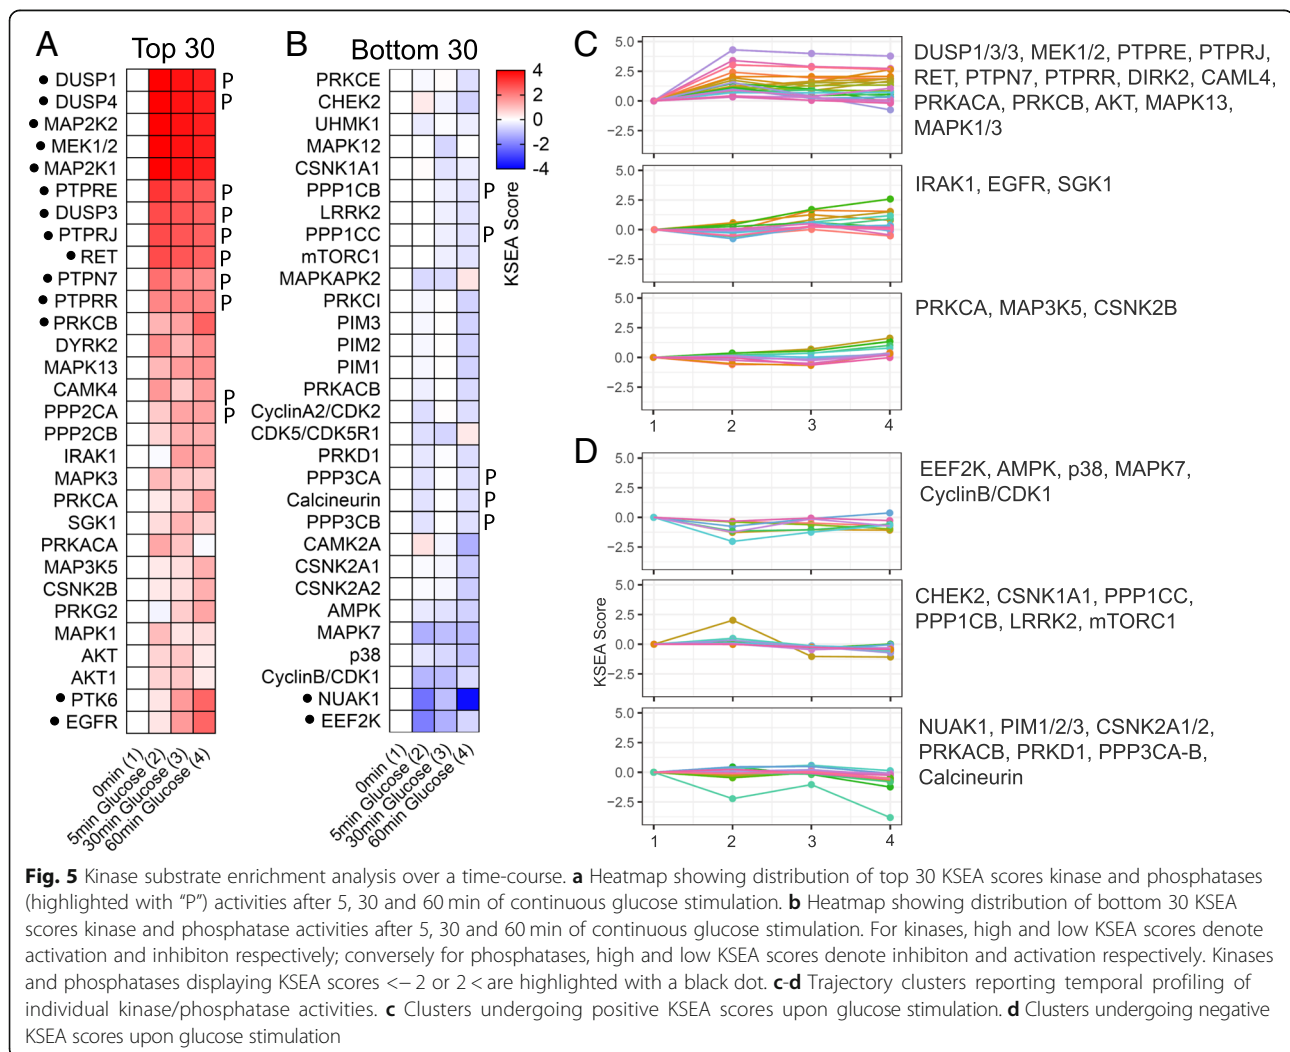 A
Top 30
DUSP1 P
DUSP4 P
MAP2K2
MEK1/2
MAP2K1
PTPRE P
DUSP3 P
PTPRJ P
RET P
PTPN7 P
PTPRR P
PRKCB
DYRK2
MAPK13
CAMK4 P
PPP2CA P
PPP2CB
IRAK1
MAPK3
PRKCA
SGK1
PRKACA
MAP3K5
CSNK2B
PRKG2
MAPK1
AKT
AKT1
PTK6
EGFR
0min (1)
5min Glucose (2)
30min Glucose (3)
60min Glucose (4)
B
Bottom 30
PRKCE
CHEK2
UHMK1
MAPK12
CSNK1A1
PPP1CB P
LRRK2
PPP1CC P
mTORC1
MAPKAPK2
PRKCI
PIM3
PIM2
PIM1
PRKACB
CyclinA2/CDK2
CDK5/CDK5R1
PRKD1
PPP3CA P
Calcineurin P
PPP3CB P
CAMK2A
CSNK2A1
CSNK2A2
AMPK
MAPK7
p38
CyclinB/CDK1
NUAK1
EEF2K
0min (1)
5min Glucose (2)
30min Glucose (3)
60min Glucose (4)
4
2
0
-2
-4
KSEA Score
C
5.0
2.5
0.0
−2.5
DUSP1/3/3, MEK1/2, PTPRE, PTPRJ,
RET, PTPN7, PTPRR, DIRK2, CAML4,
PRKACA, PRKCB, AKT, MAPK13,
MAPK1/3
5.0
2.5
0.0
−2.5
IRAK1, EGFR, SGK1
5.0
2.5
0.0
−2.5
PRKCA, MAP3K5, CSNK2B
1 2 3 4
D
KSEA Score
5.0
2.5
0.0
−2.5
EEF2K, AMPK, p38, MAPK7,
CyclinB/CDK1
5.0
2.5
0.0
−2.5
CHEK2, CSNK1A1, PPP1CC,
PPP1CB, LRRK2, mTORC1
5.0
2.5
0.0
−2.5
NUAK1, PIM1/2/3, CSNK2A1/2,
PRKACB, PRKD1, PPP3CA-B,
Calcineurin
1 2 3 4
Fig. 5 Kinase substrate enrichment analysis over a time-course. a Heatmap showing distribution of top 30 KSEA scores kinase and phosphatases
(highlighted with “P”) activities after 5, 30 and 60 min of continuous glucose stimulation. b Heatmap showing distribution of bottom 30 KSEA
scores kinase and phosphatase activities after 5, 30 and 60 min of continuous glucose stimulation. For kinases, high and low KSEA scores denote
activation and inhibiton respectively; conversely for phosphatases, high and low KSEA scores denote inhibiton and activation respectively. Kinases
and phosphatases displaying KSEA scores <− 2 or 2 < are highlighted with a black dot. c-d Trajectory clusters reporting temporal profiling of
individual kinase/phosphatase activities. c Clusters undergoing positive KSEA scores upon glucose stimulation. d Clusters undergoing negative
KSEA scores upon glucose stimulation